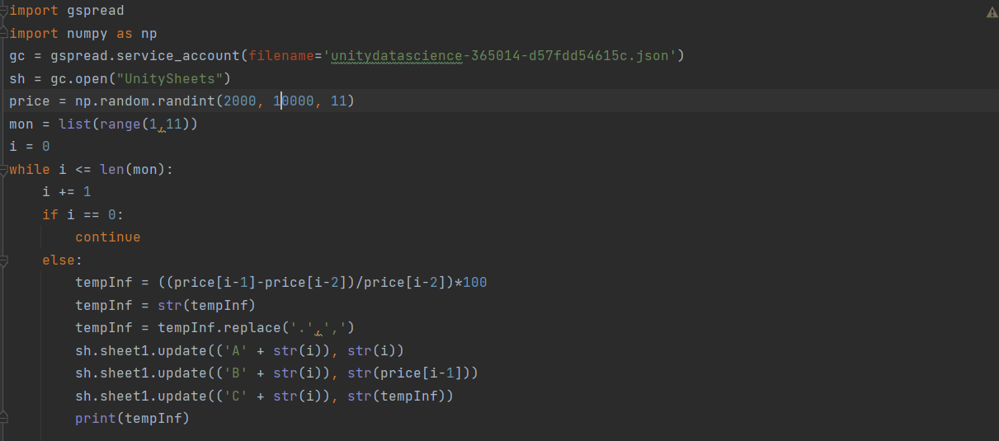 import gspread
import numpy as np
gc = gspread.service_account(filename='unitydatascience-365014-d57fdd54615c.json')
sh = gc.open("UnitySheets")
price = np.random.randint(2000, 10000, 11)
mon = list(range(1,11))
i = 0
while i <= len(mon):
    i += 1
    if i == 0:
        continue
    else:
        tempInf = ((price[i-1]-price[i-2])/price[i-2])*100
        tempInf = str(tempInf)
        tempInf = tempInf.replace('.',',')
        sh.sheet1.update(('A' + str(i)), str(i))
        sh.sheet1.update(('B' + str(i)), str(price[i-1]))
        sh.sheet1.update(('C' + str(i)), str(tempInf))
        print(tempInf)